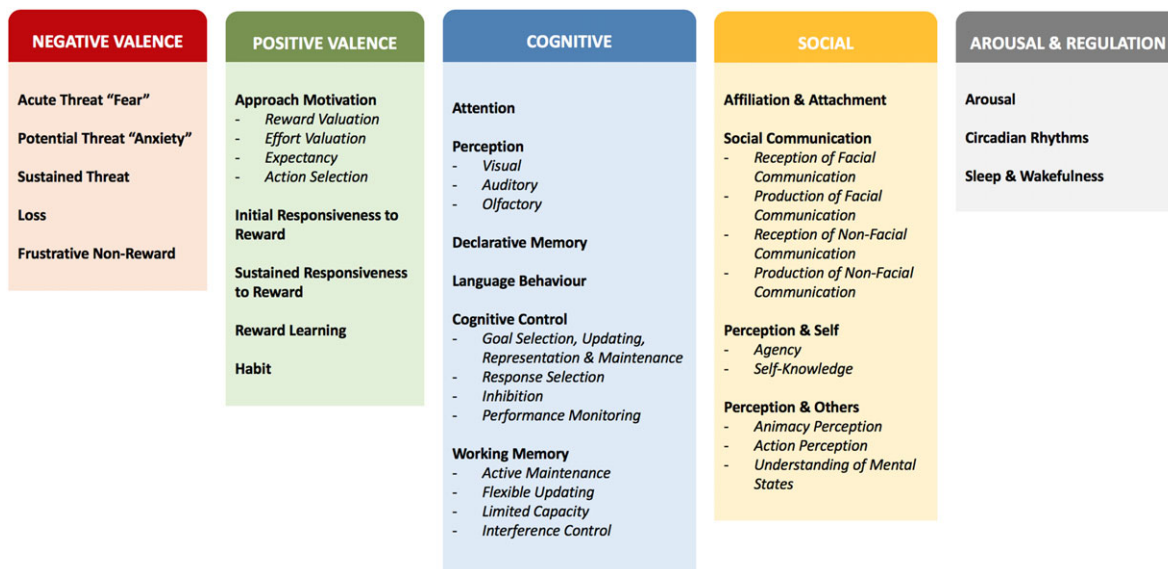 NEGATIVE VALENCE
Acute Threat “Fear”
Potential Threat “Anxiety”
Sustained Threat
Loss
Frustrative Non-Reward
POSITIVE VALENCE
Approach Motivation
- Reward Valuation
- Effort Valuation
- Expectancy
- Action Selection
Initial Responsiveness to
Reward
Sustained Responsiveness
to Reward
Reward Learning
Habit
COGNITIVE
Attention
Perception
- Visual
- Auditory
- Olfactory
Declarative Memory
Language Behaviour
Cognitive Control
- Goal Selection, Updating,
Representation & Maintenance
- Response Selection
- Inhibition
- Performance Monitoring
Working Memory
- Active Maintenance
- Flexible Updating
- Limited Capacity
- Interference Control
SOCIAL
Affiliation & Attachment
Social Communication
- Reception of Facial
Communication
- Production of Facial
Communication
- Reception of Non-Facial
Communication
- Production of Non-Facial
Communication
Perception & Self
- Agency
- Self-Knowledge
Perception & Others
- Animacy Perception
- Action Perception
- Understanding of Mental
States
AROUSAL & REGULATION
Arousal
Circadian Rhythms
Sleep & Wakefulness